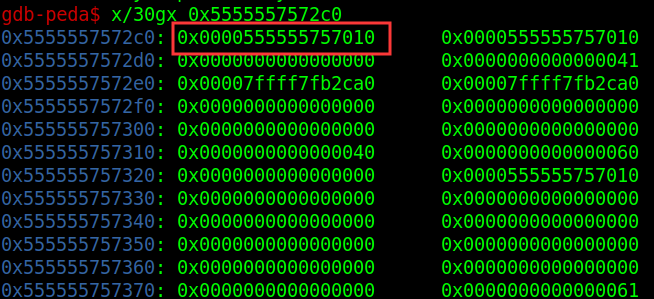 gdb-peda$ x/30gx 0x5555557572c0
0x5555557572c0: 0x0000555555757010 0x0000555555757010
0x5555557572d0: 0x0000000000000000 0x0000000000000041
0x5555557572e0: 0x00007ffff7fb2ca0 0x00007ffff7fb2ca0
0x5555557572f0: 0x0000000000000000 0x0000000000000000
0x555555757300: 0x0000000000000000 0x0000000000000000
0x555555757310: 0x0000000000000040 0x0000000000000060
0x555555757320: 0x0000000000000000 0x0000555555757010
0x555555757330: 0x0000000000000000 0x0000000000000000
0x555555757340: 0x0000000000000000 0x0000000000000000
0x555555757350: 0x0000000000000000 0x0000000000000000
0x555555757360: 0x0000000000000000 0x0000000000000000
0x555555757370: 0x0000000000000000 0x0000000000000061